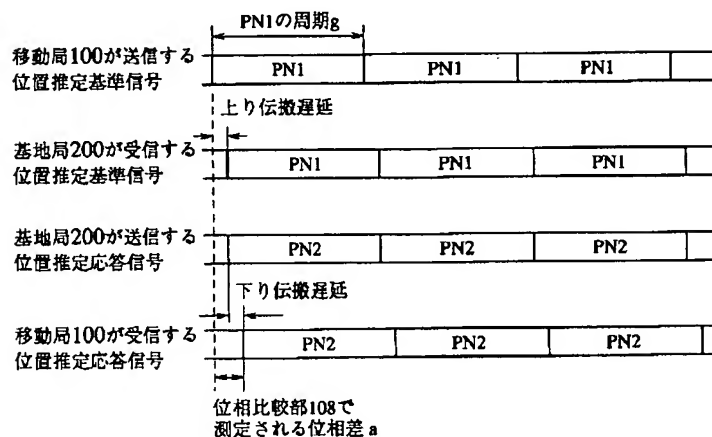 PN1の周期g
移動局100が送信する
位置推定基準信号
PN1 PN1 PN1
上り伝搬遅延
基地局200が受信する
位置推定基準信号
PN1 PN1 PN1
基地局200が送信する
位置推定応答信号
PN2 PN2 PN2
下り伝搬遅延
移動局100が受信する
位置推定応答信号
PN2 PN2 PN2
位相比較部108で
測定される位相差a